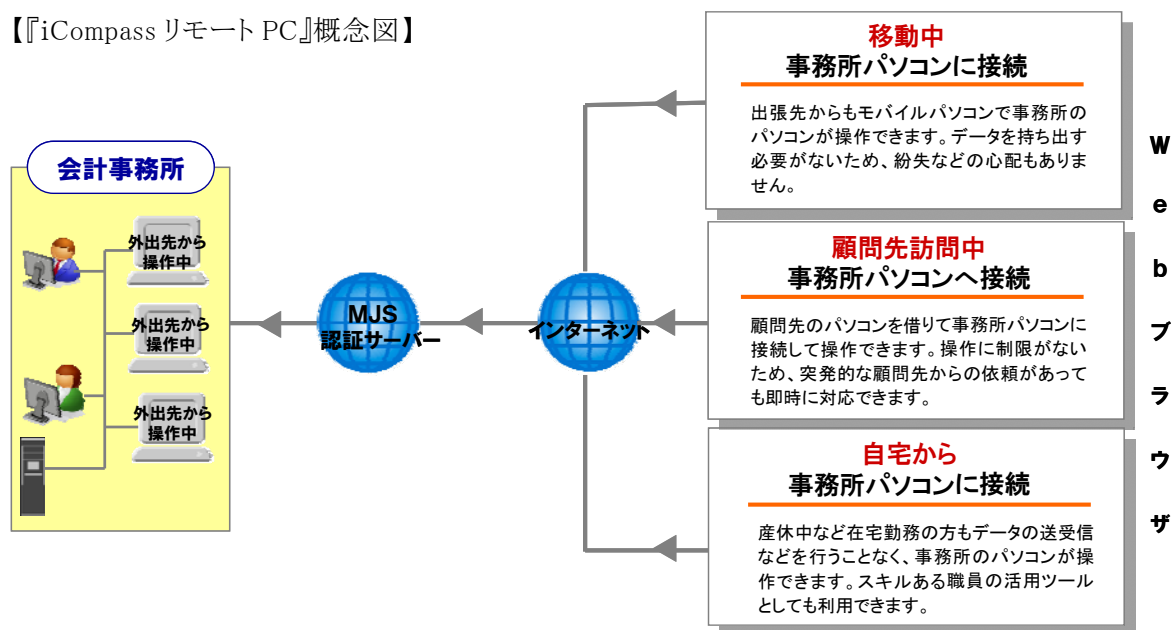 【『iCompass リモート PC』概念図】
会計事務所
外出先から
操作中
外出先から
操作中
外出先から
操作中
MJS
認証サーバー
インターネット
移動中
事務所パソコンに接続
出張先からもモバイルパソコンで事務所の
パソコンが操作できます。データを持ち出す
必要がないため、紛失などの心配もありま
せん。
顧問先訪問中
事務所パソコンへ接続
顧問先のパソコンを借りて事務所パソコンに
接続して操作できます。操作に制限がない
ため、突発的な顧問先からの依頼があって
も即時に対応できます。
自宅から
事務所パソコンに接続
産休中など在宅勤務の方もデータの送受信
などを行うことなく、事務所のパソコンが操
作できます。スキルある職員の活用ツール
としても利用できます。
Webブラウザ